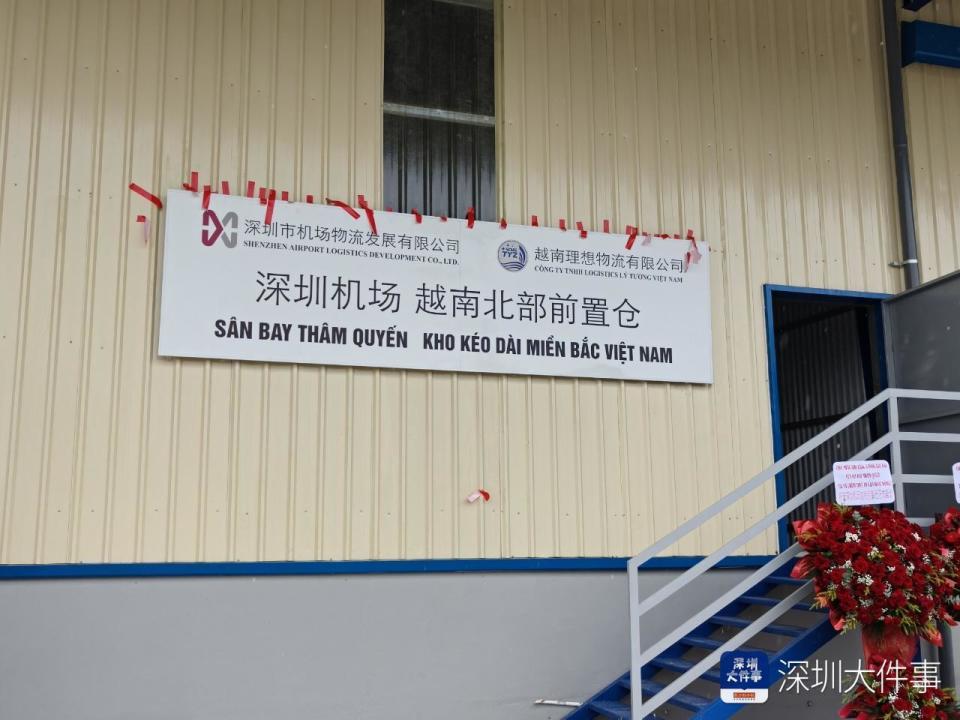 深圳市机场物流发展有限公司
SHENZHEN AIRPORT LOGISTICS DEVELOPMENT CO., LTD.
TYZ
越南理想物流有限公司
CÔNG TY TNHH LOGISTICS LÝ TƯỞNG VIỆT NAM
深圳机场 越南北部前置仓
SÂN BAY THÂM QUYẾN KHO KÉO DÀI MIỀN BẮC VIỆT NAM
深圳
大件事
深圳大件事